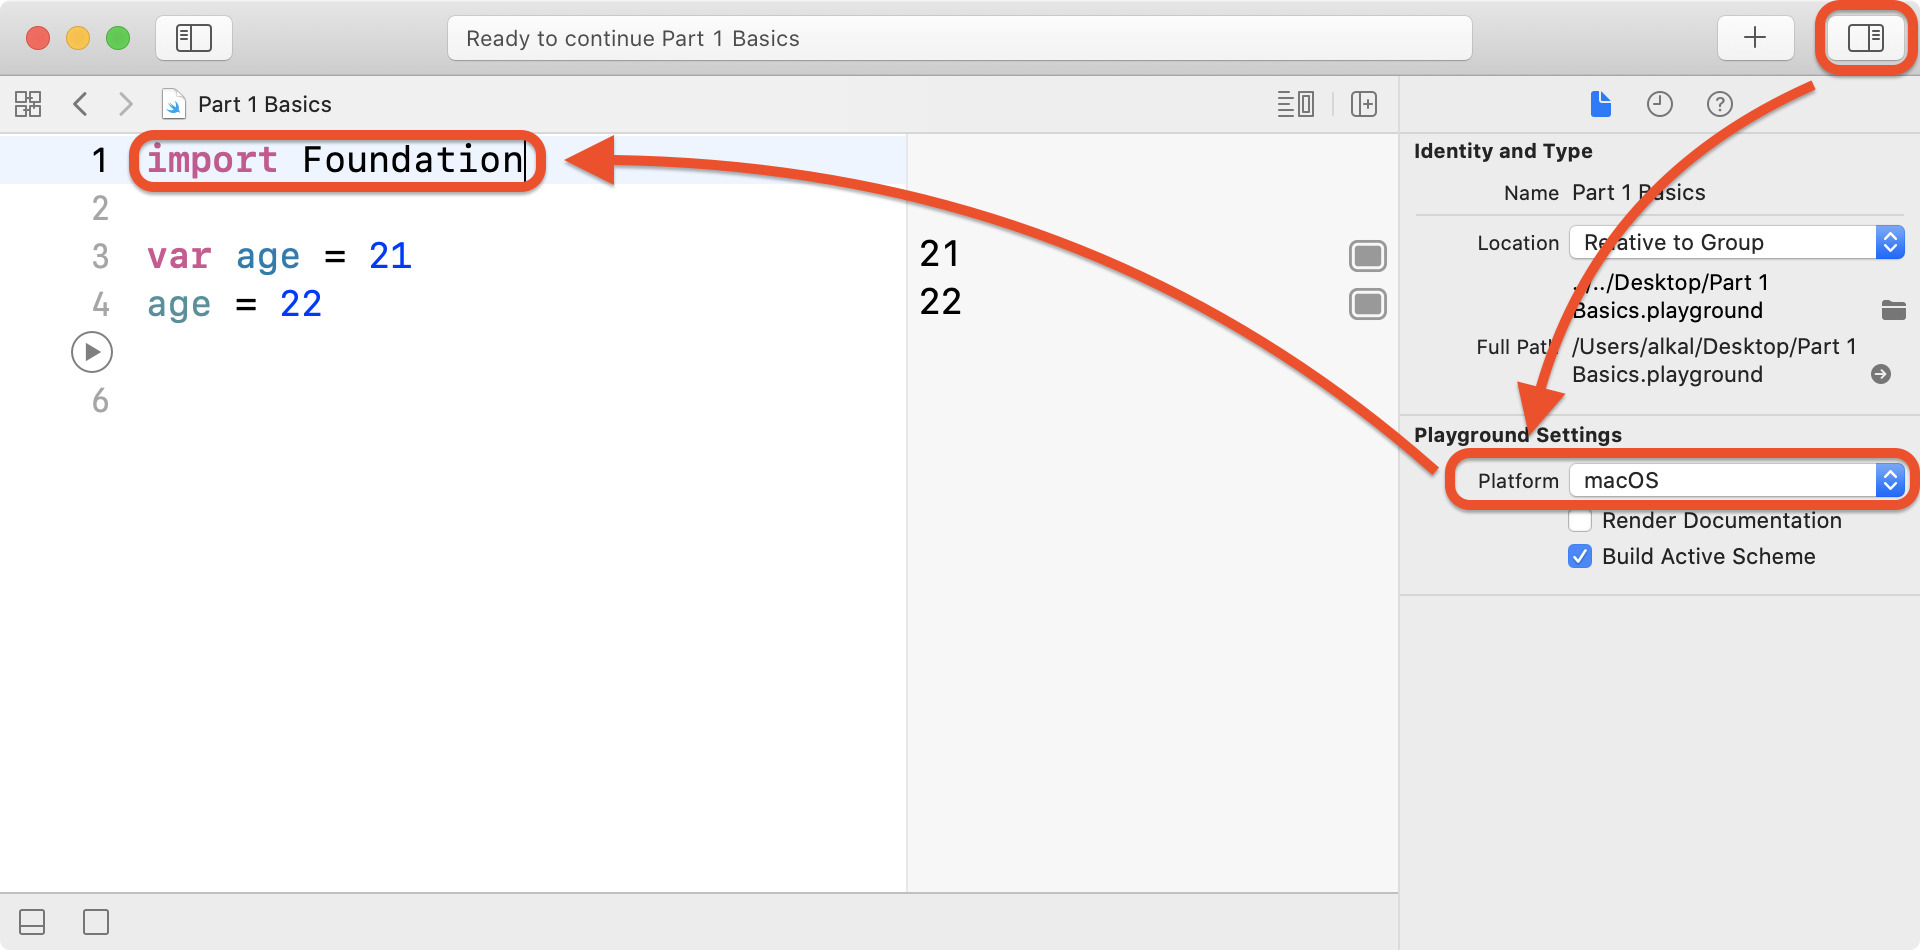 Ready to continue Part 1 Basics
Part 1 Basics
1 import Foundation
2
3 var age = 21
4 age = 22
6
21
22
Identity and Type
Name Part 1 Basics
Location Relative to Group
../../Desktop/Part 1
Basics.playground
Full Path /Users/alkal/Desktop/Part 1
Basics.playground
Playground Settings
Platform macOS
Render Documentation
Build Active Scheme